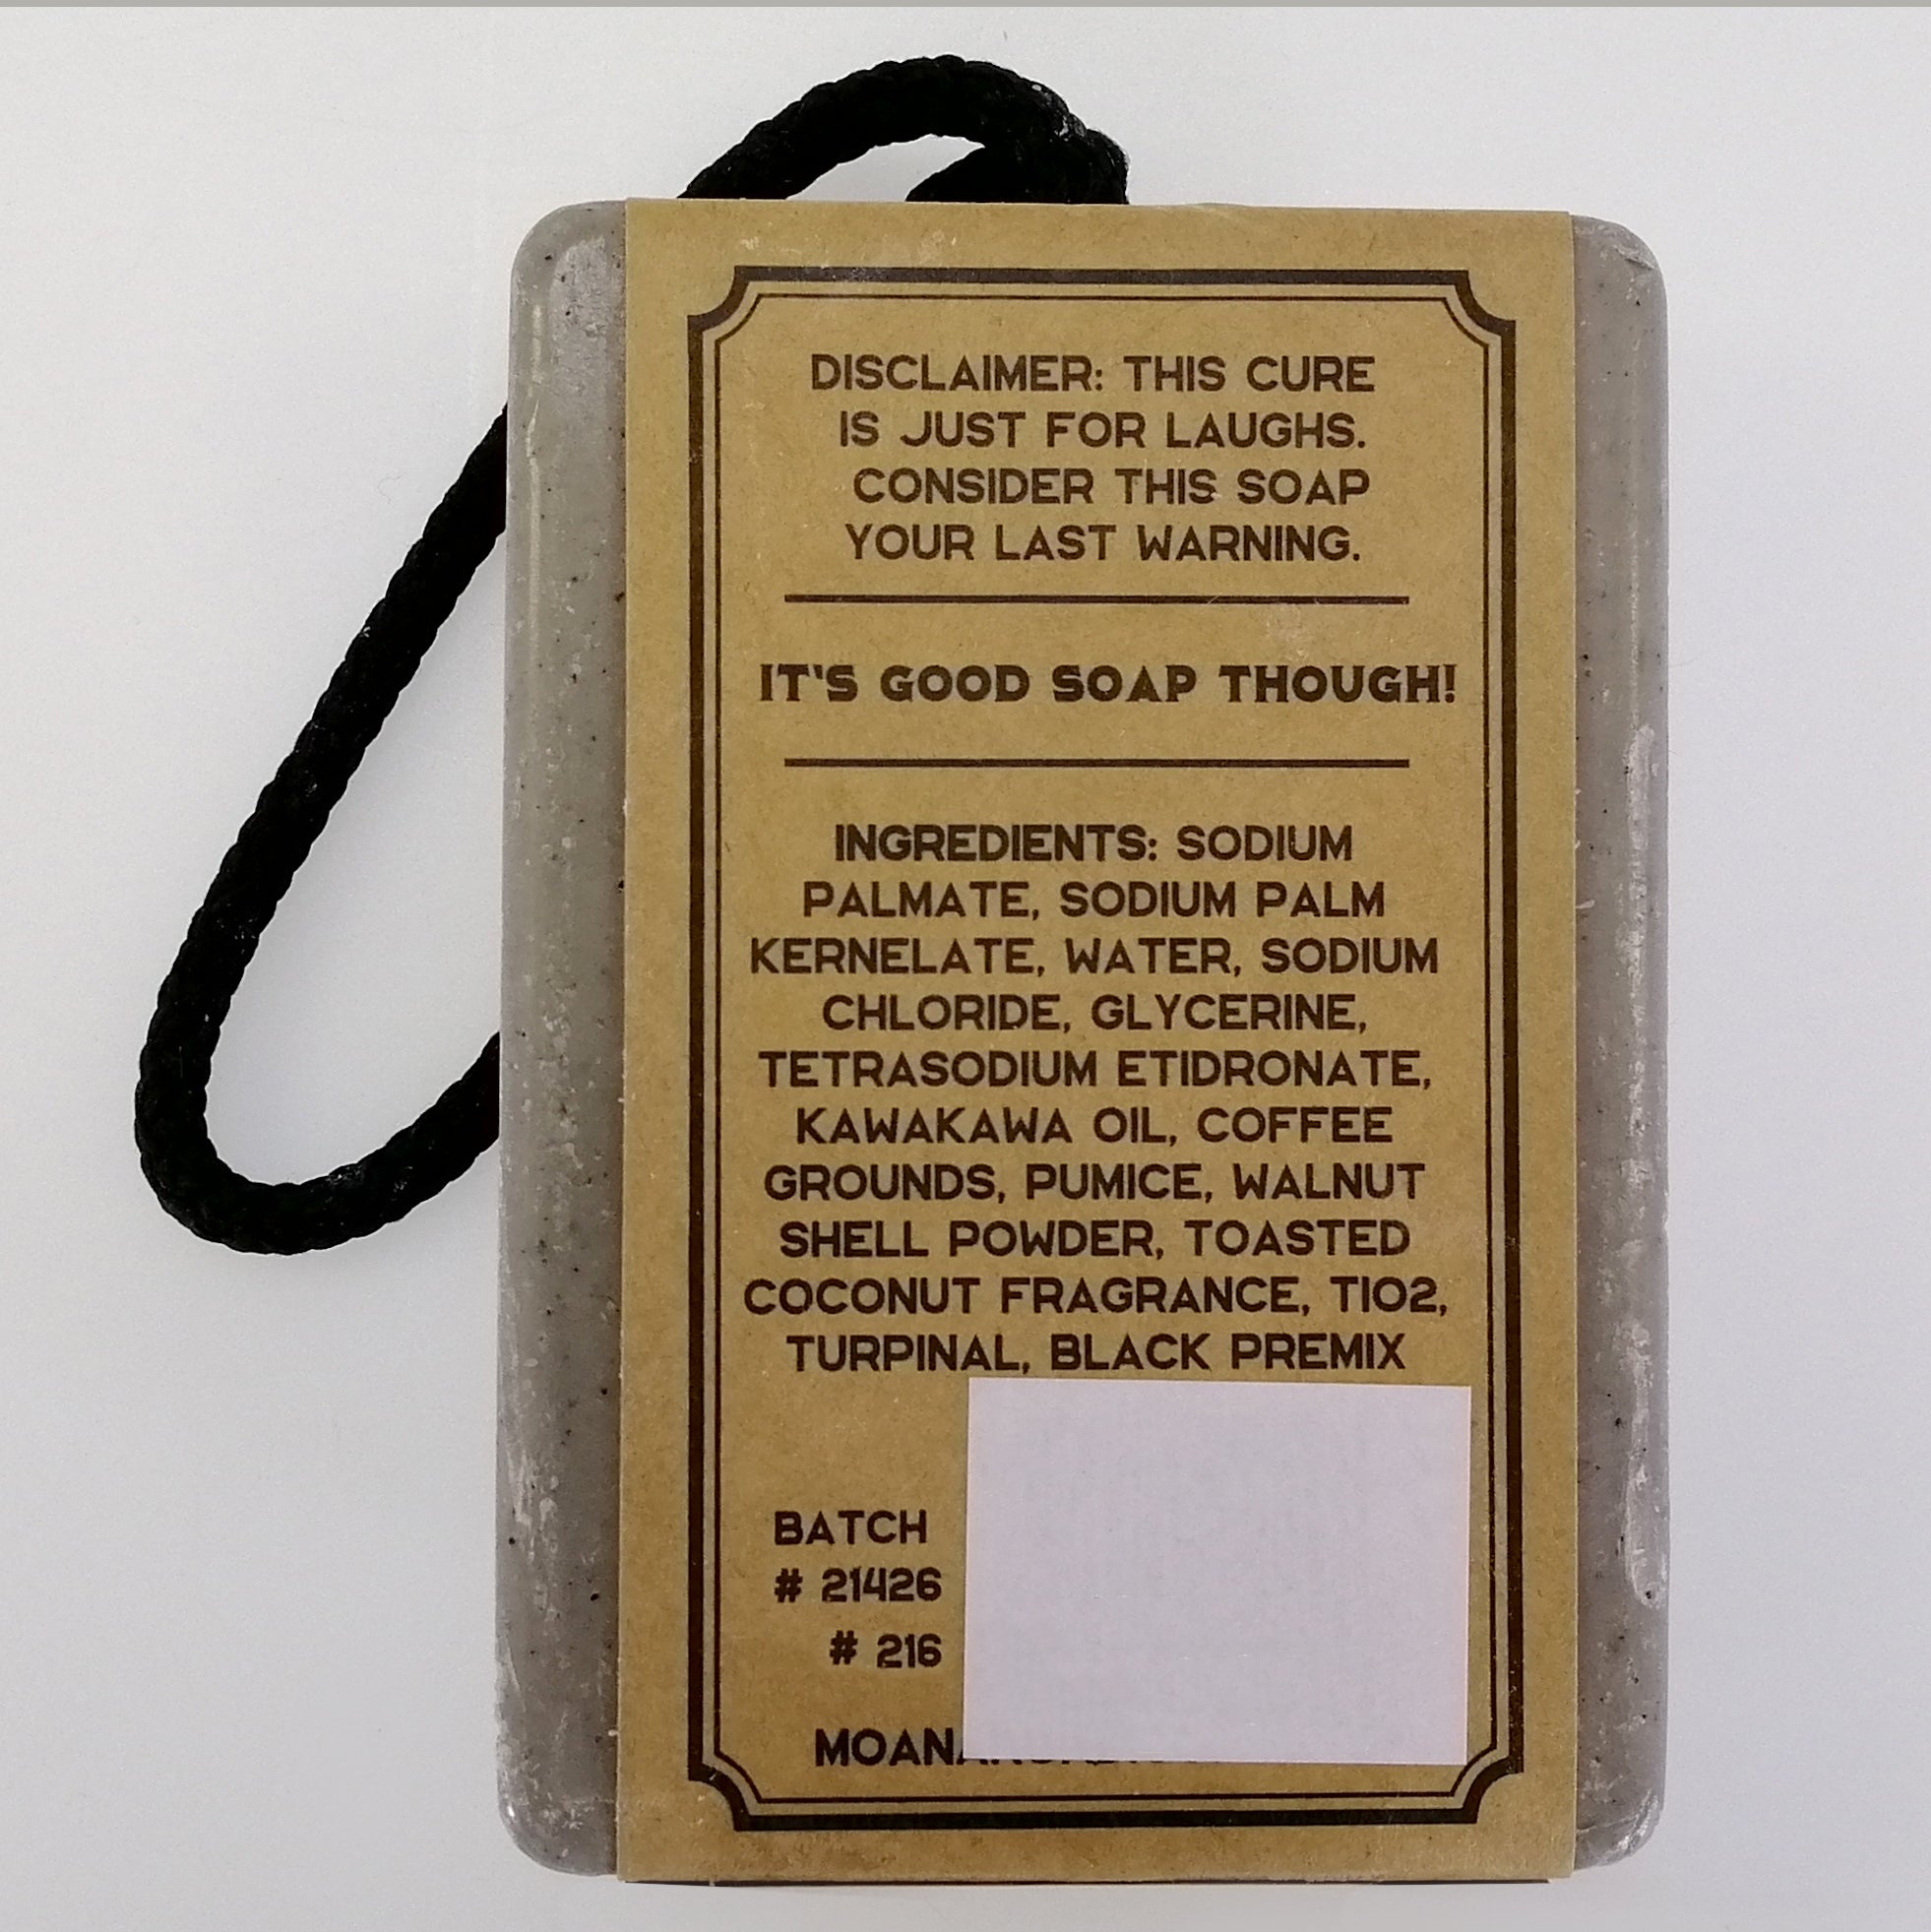 DISCLAIMER: THIS CURE
IS JUST FOR LAUGHS.
CONSIDER THIS SOAP
YOUR LAST WARNING.
IT'S GOOD SOAP THOUGH!
INGREDIENTS: SODIUM
PALMATE, SODIUM PALM
KERNELATE, WATER, SODIUM
CHLORIDE, GLYCERINE,
TETRASODIUM ETIDRONATE,
KAWAKAWA OIL, COFFEE
GROUNDS, PUMICE, WALNUT
SHELL POWDER, TOASTED
COCONUT FRAGRANCE, TIO2,
TURPINAL, BLACK PREMIX
BATCH
# 21426
# 216